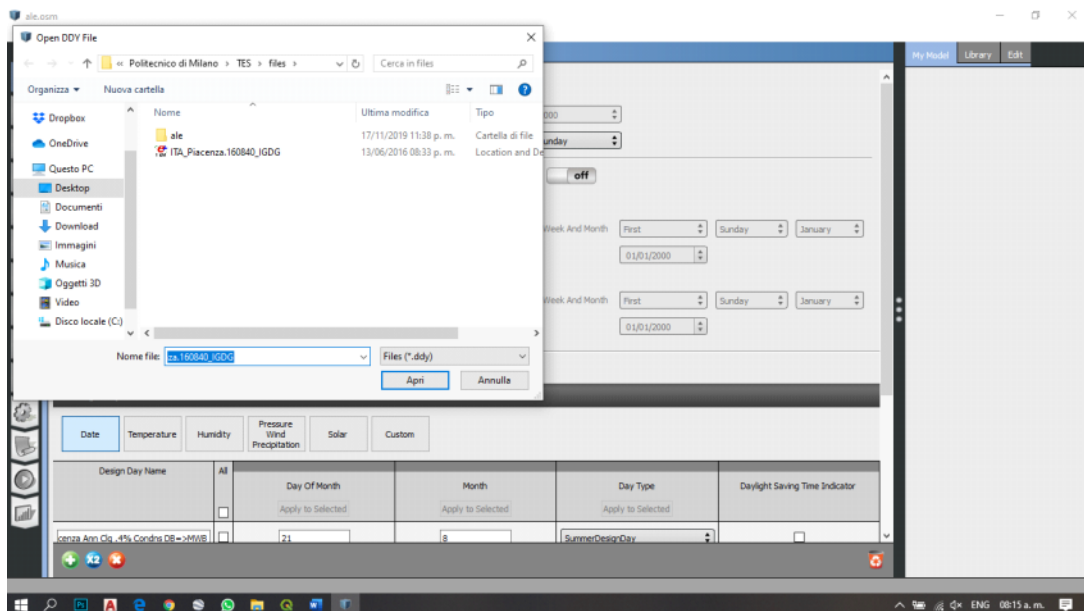 ale.osm
Open DDY File
« Politecnico di Milano > TES > files >
Cerca in files
Organizza
Nuova cartella
Nome
Ultima modifica
Tipo
Dropbox
OneDrive
Questo PC
Desktop
Documenti
Download
Immagini
Musica
Oggetti 3D
Video
Disco locale (C:)
ale
17/11/2019 11:38 p. m.
Cartella di file
ITA_Piacenza.160840_IGDG
13/06/2016 08:33 p. m.
Location and De
Nome file:
za.160840_IGDG
Files (*.ddy)
Apri
Annulla
My Model
Library
Edit
000
unday
off
Week And Month
First
Sunday
January
01/01/2000
Week And Month
First
Sunday
January
01/01/2000
Date
Temperature
Humidity
Pressure
Wind
Precipitation
Solar
Custom
Design Day Name
All
Day Of Month
Month
Day Type
Daylight Saving Time Indicator
Apply to Selected
Apply to Selected
Apply to Selected
cenza Ann Clg .4% Condns DB=>MWB
21
8
SummerDesignDay
x2
ENG
08:15 a. m.